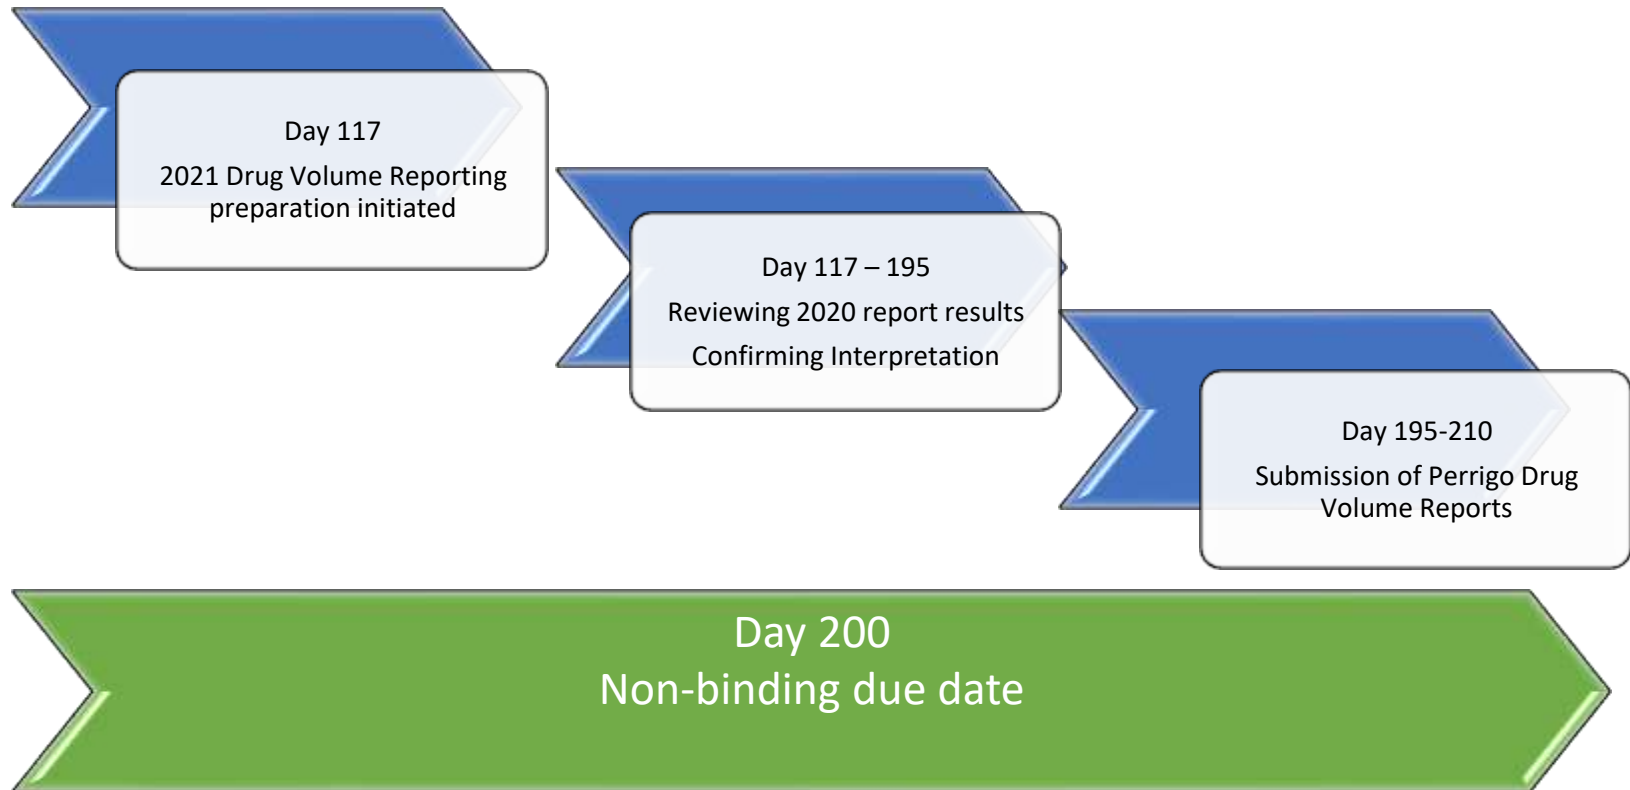 Day 117
2021 Drug Volume Reporting
preparation initiated
Day 117 – 195
Reviewing 2020 report results
Confirming Interpretation
Day 195-210
Submission of Perrigo Drug
Volume Reports
Day 200
Non-binding due date